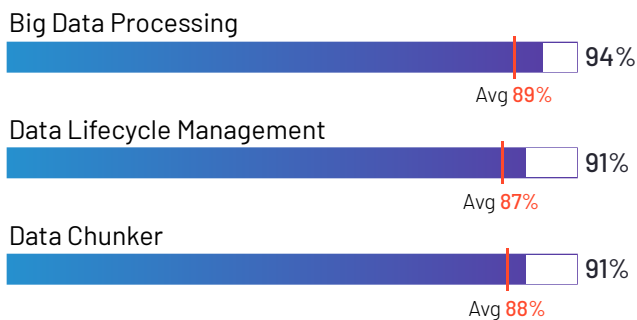 Big Data Processing
94%
Avg 89%
Data Lifecycle Management
91%
Avg 87%
Data Chunker
91%
Avg 88%